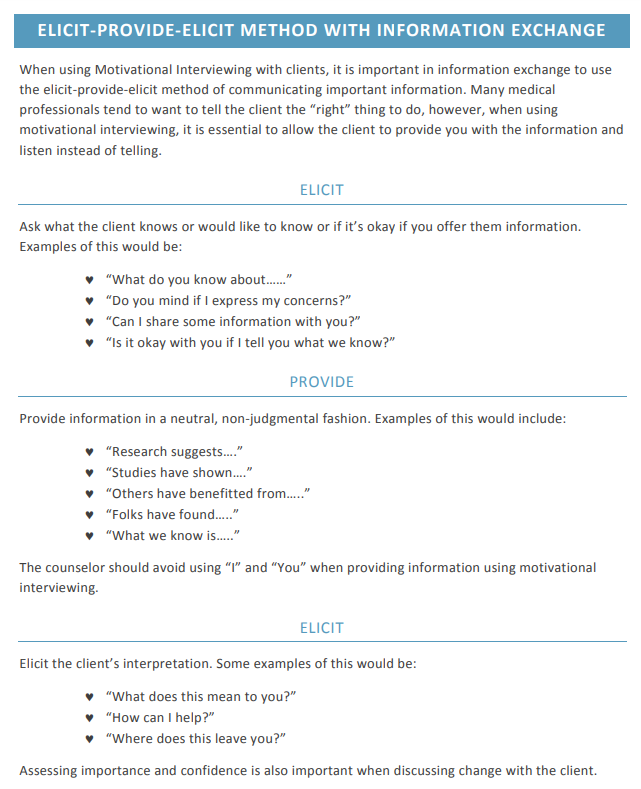 ELICIT-PROVIDE-ELICIT METHOD WITH INFORMATION EXCHANGE
When using Motivational Interviewing with clients, it is important in information exchange to use
the elicit-provide-elicit method of communicating important information. Many medical
professionals tend to want to tell the client the “right” thing to do, however, when using
motivational interviewing, it is essential to allow the client to provide you with the information and
listen instead of telling.
ELICIT
Ask what the client knows or would like to know or if it’s okay if you offer them information.
Examples of this would be:
♥ “What do you know about……”
♥ “Do you mind if I express my concerns?”
♥ “Can I share some information with you?”
♥ “Is it okay with you if I tell you what we know?”
PROVIDE
Provide information in a neutral, non-judgmental fashion. Examples of this would include:
♥ “Research suggests….”
♥ “Studies have shown….”
♥ “Others have benefitted from…..”
♥ “Folks have found…..”
♥ “What we know is…..”
The counselor should avoid using “I” and “You” when providing information using motivational
interviewing.
ELICIT
Elicit the client’s interpretation. Some examples of this would be:
♥ “What does this mean to you?”
♥ “How can I help?”
♥ “Where does this leave you?”
Assessing importance and confidence is also important when discussing change with the client.